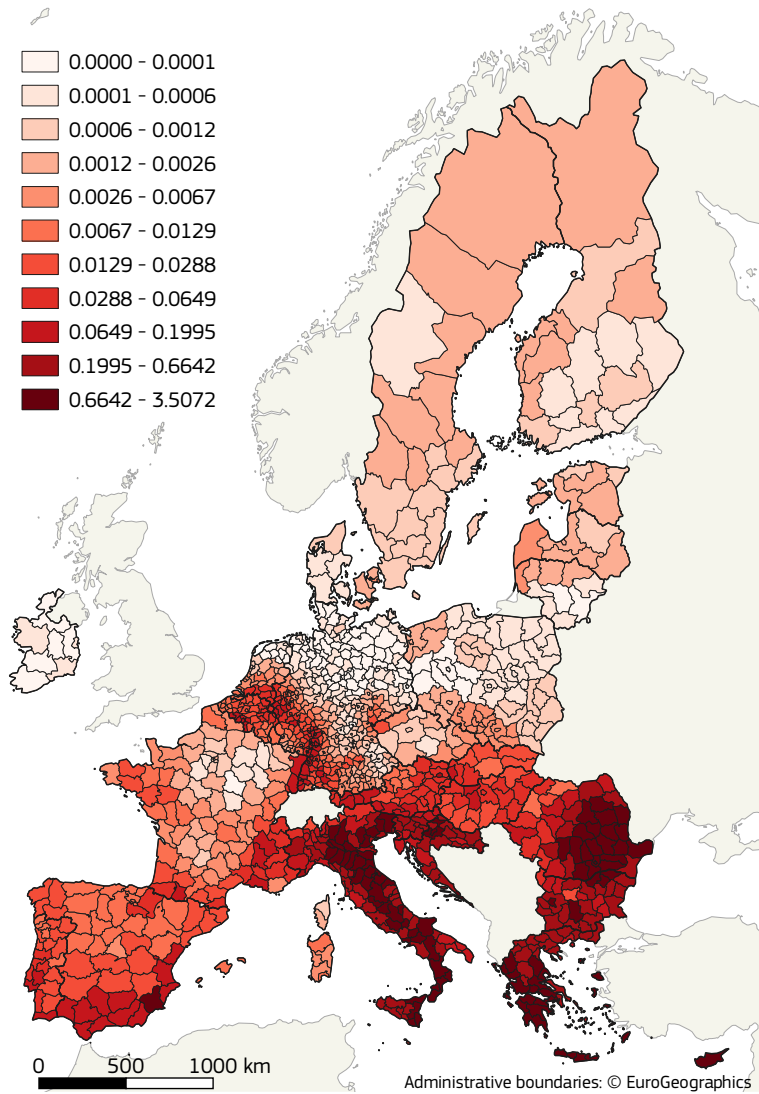 0.0000 - 0.0001
0.0001 - 0.0006
0.0006 - 0.0012
0.0012 - 0.0026
0.0026 - 0.0067
0.0067 - 0.0129
0.0129 - 0.0288
0.0288 - 0.0649
0.0649 - 0.1995
0.1995 - 0.6642
0.6642 - 3.5072
0 500 1000 km
Administrative boundaries: © EuroGeographics